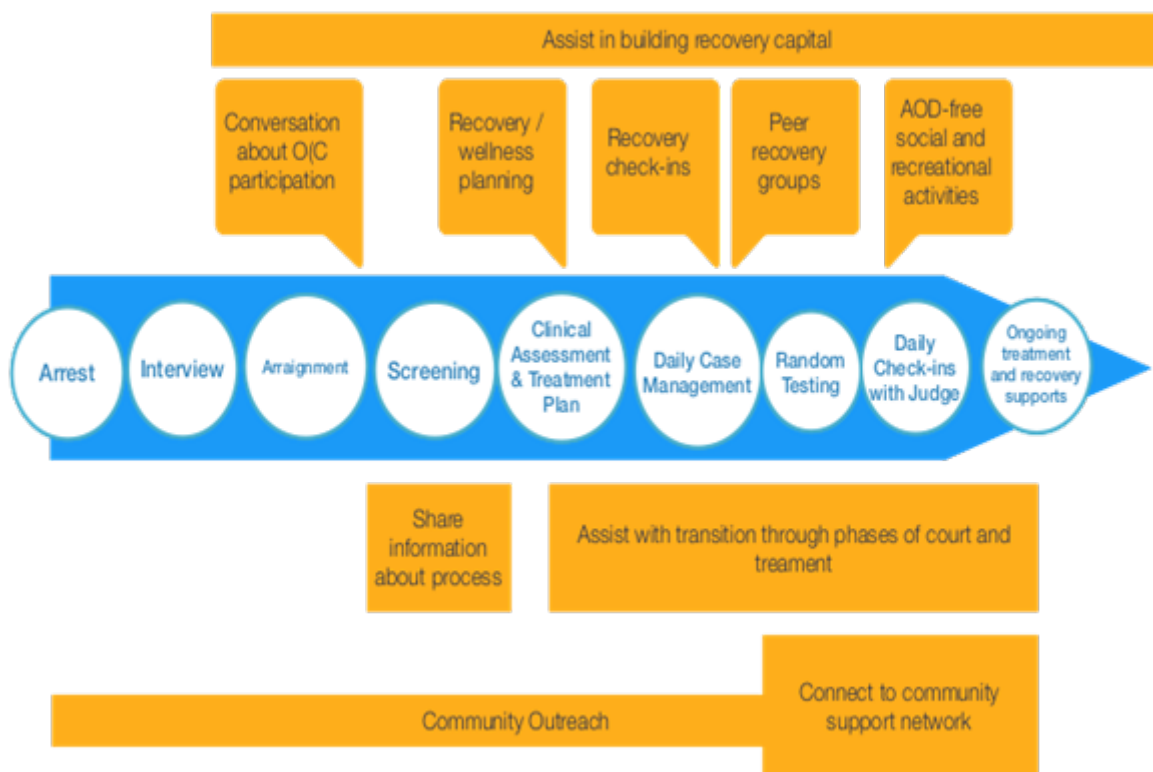 Assist in building recovery capital
Conversation
about O(C
participation
Recovery /
wellness
planning
Recovery
check-ins
Peer
recovery
groups
AOD-free
social and
recreational
activities
Arrest
Interview
Arraignment
Screening
Clinical
Assessment
& Treatment
Plan
Daily Case
Management
Random
Testing
Daily
Check-ins
with Judge
Ongoing
treatment
and recovery
supports
Share
information
about process
Assist with transition through phases of court and
treament
Community Outreach
Connect to community
support network